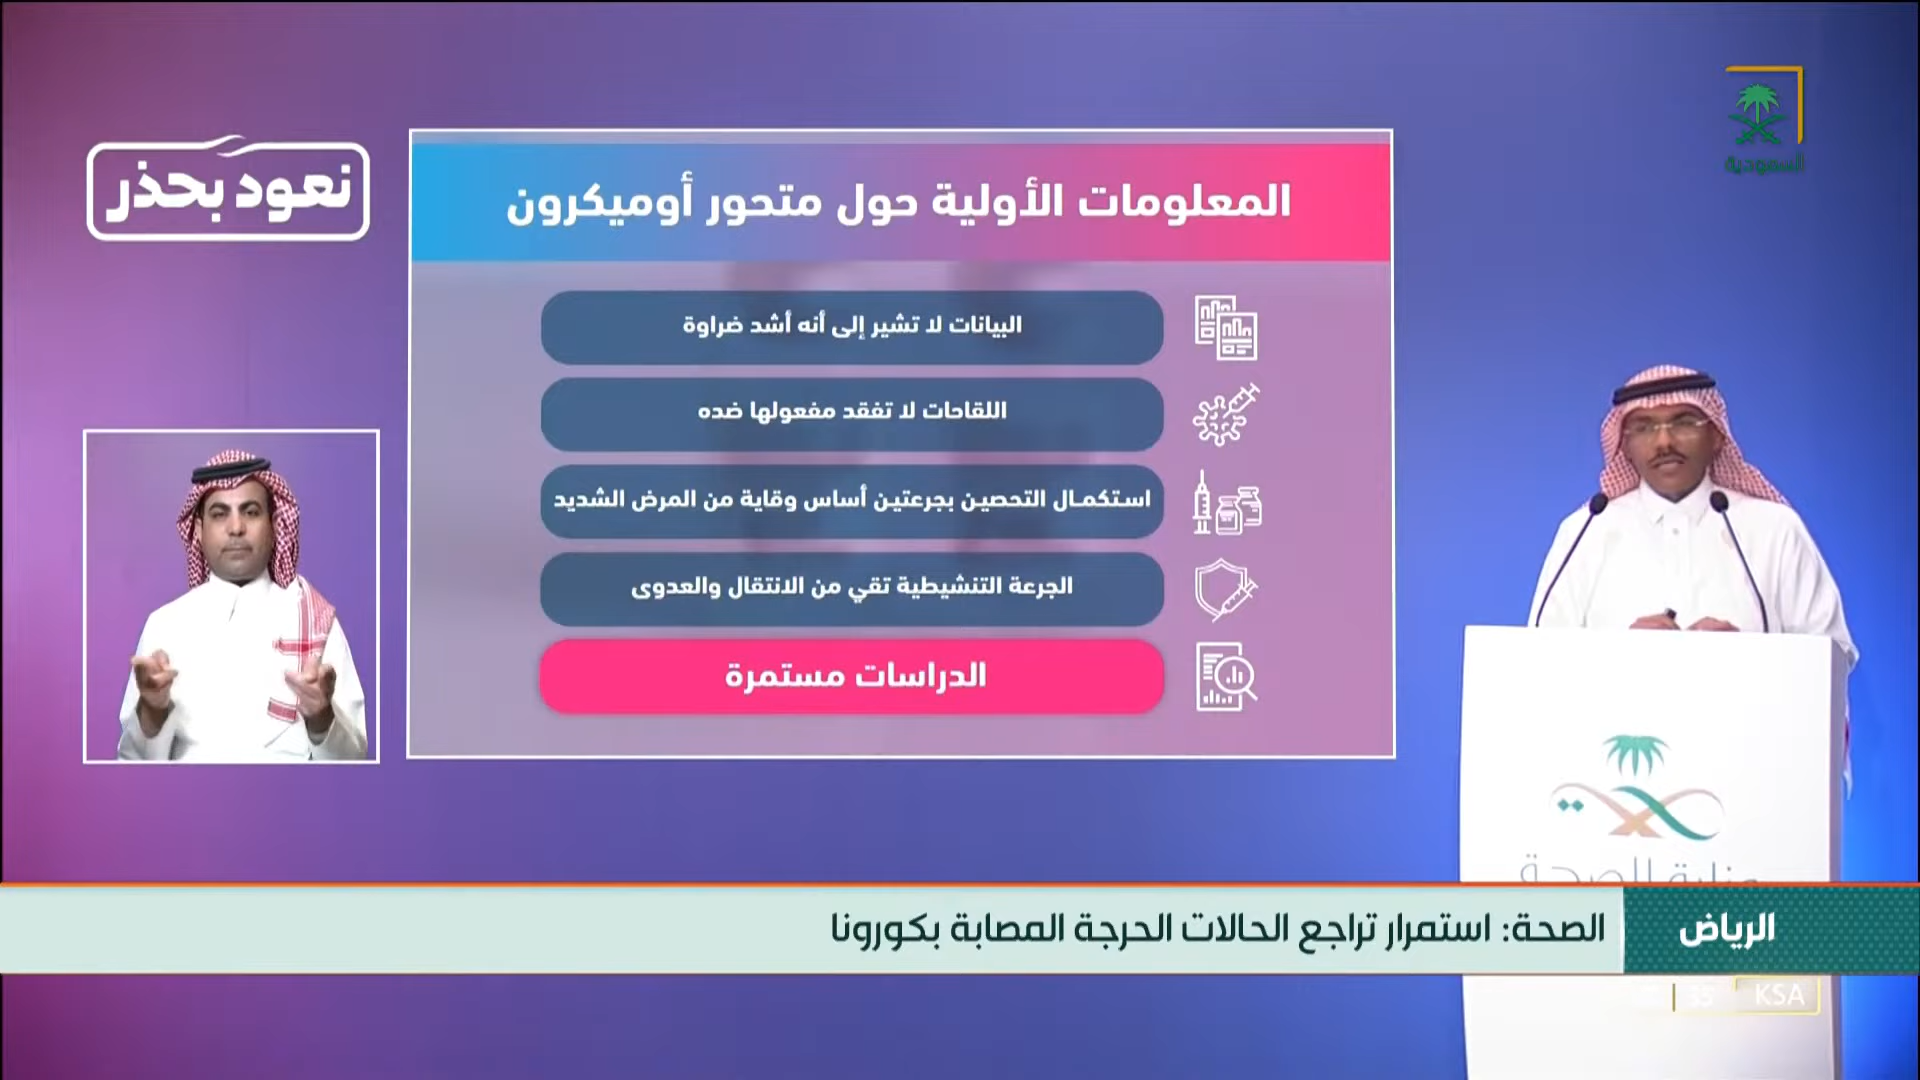 السعودية
نعود بحذر
المعلومات الأولية حول متحور أوميكرون
البيانات لا تشير إلى أنه أشد ضراوة
اللقاحات لا تفقد مفعولها ضده
استكمال التحصين بجرعتين أساس وقاية من المرض الشديد
الجرعة التنشيطية تقي من الانتقال والعدوى
الدراسات مستمرة
وزارة الصحة
الرياض
الصحة: استمرار تراجع الحالات الحرجة المصابة بكورونا
KSA